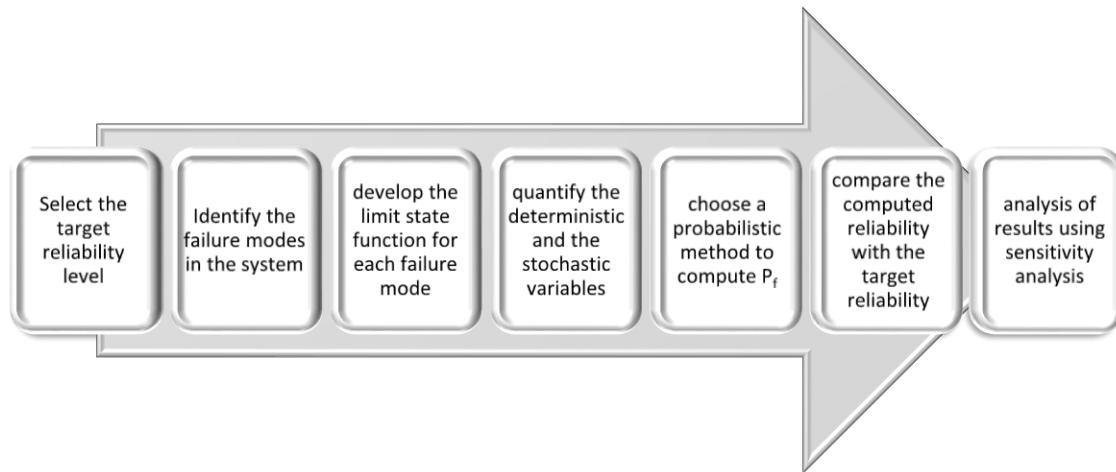 Select the
target
reliability
level
Identify the
failure modes
in the system
develop the
limit state
function for
each failure
mode
quantify the
deterministic
and the
stochastic
variables
choose a
probabilistic
method to
compute Pf
compare the
computed
reliability
with the
target
reliability
analysis of
results using
sensitivity
analysis